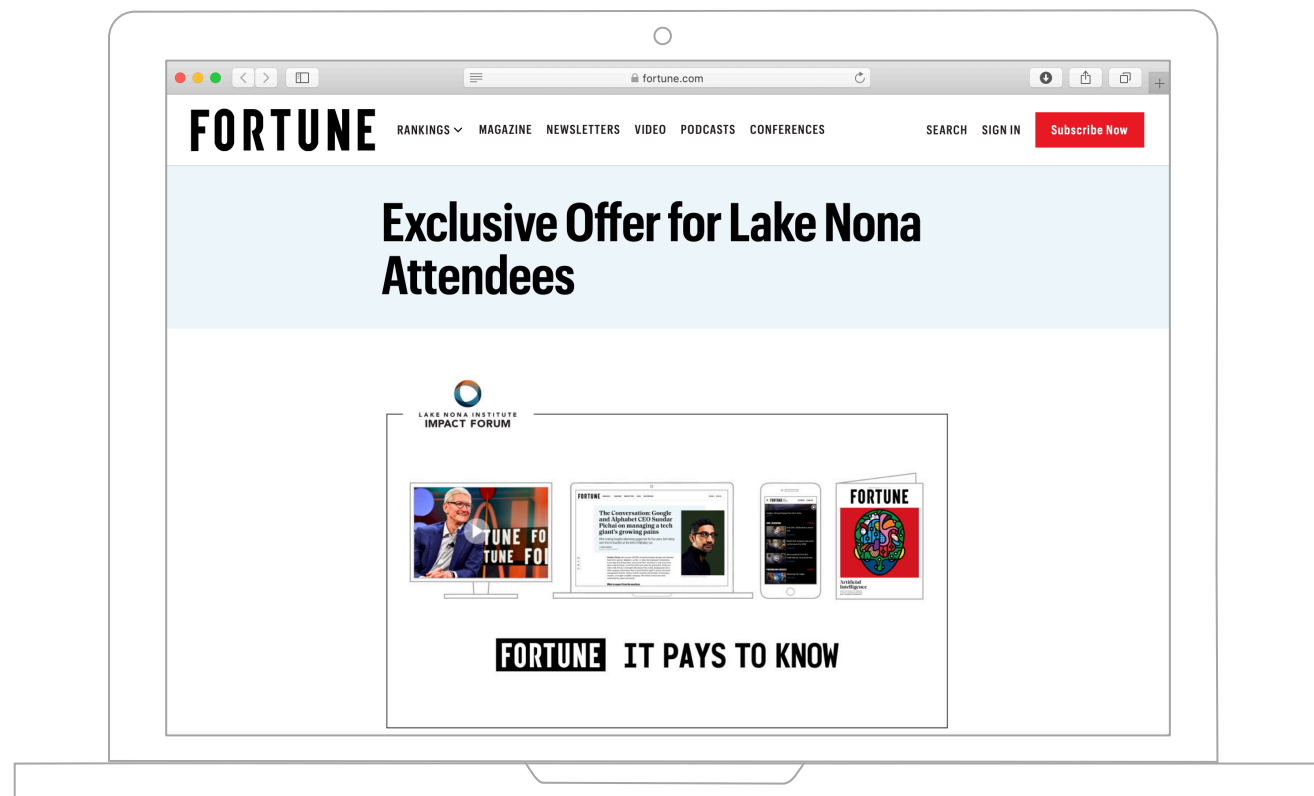 fortune.com
FORTUNE
RANKINGS MAGAZINE NEWSLETTERS VIDEO PODCASTS CONFERENCES
SEARCH SIGN IN Subscribe Now
Exclusive Offer for Lake Nona
Attendees
LAKE NONA INSTITUTE
IMPACT FORUM
TUNE FO
TUNE FOI
FORTUNE
The Conversation: Google
and Alphabet CEO Sundar
Pichai on managing a tech
giant's growing pains
FORTUNE
FORTUNE
Artificial
Intelligence
FORTUNE IT PAYS TO KNOW